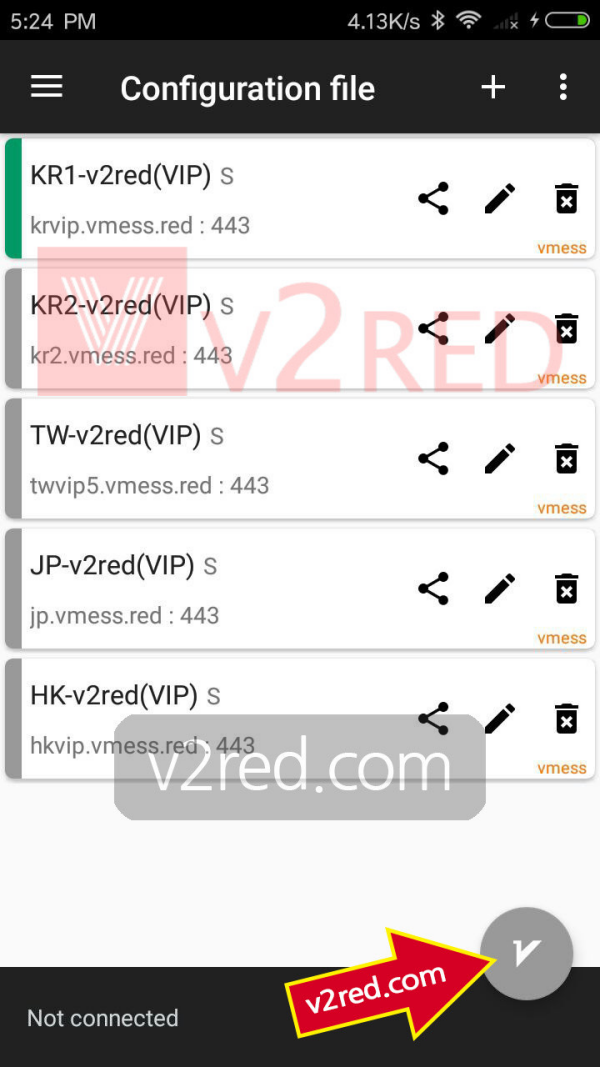 5:24 PM 4.13K/s
Configuration file
KR1-v2red(VIP) S
krvip.vmess.red : 443
vmess
KR2-v2red(VIP) S
kr2.vmess.red : 443
vmess
V2RED
TW-v2red(VIP) S
twvip5.vmess.red : 443
vmess
JP-v2red(VIP) S
jp.vmess.red : 443
vmess
HK-v2red(VIP) S
hkvip.vmess.red : 443
vmess
v2red.com
v2red.com
Not connected